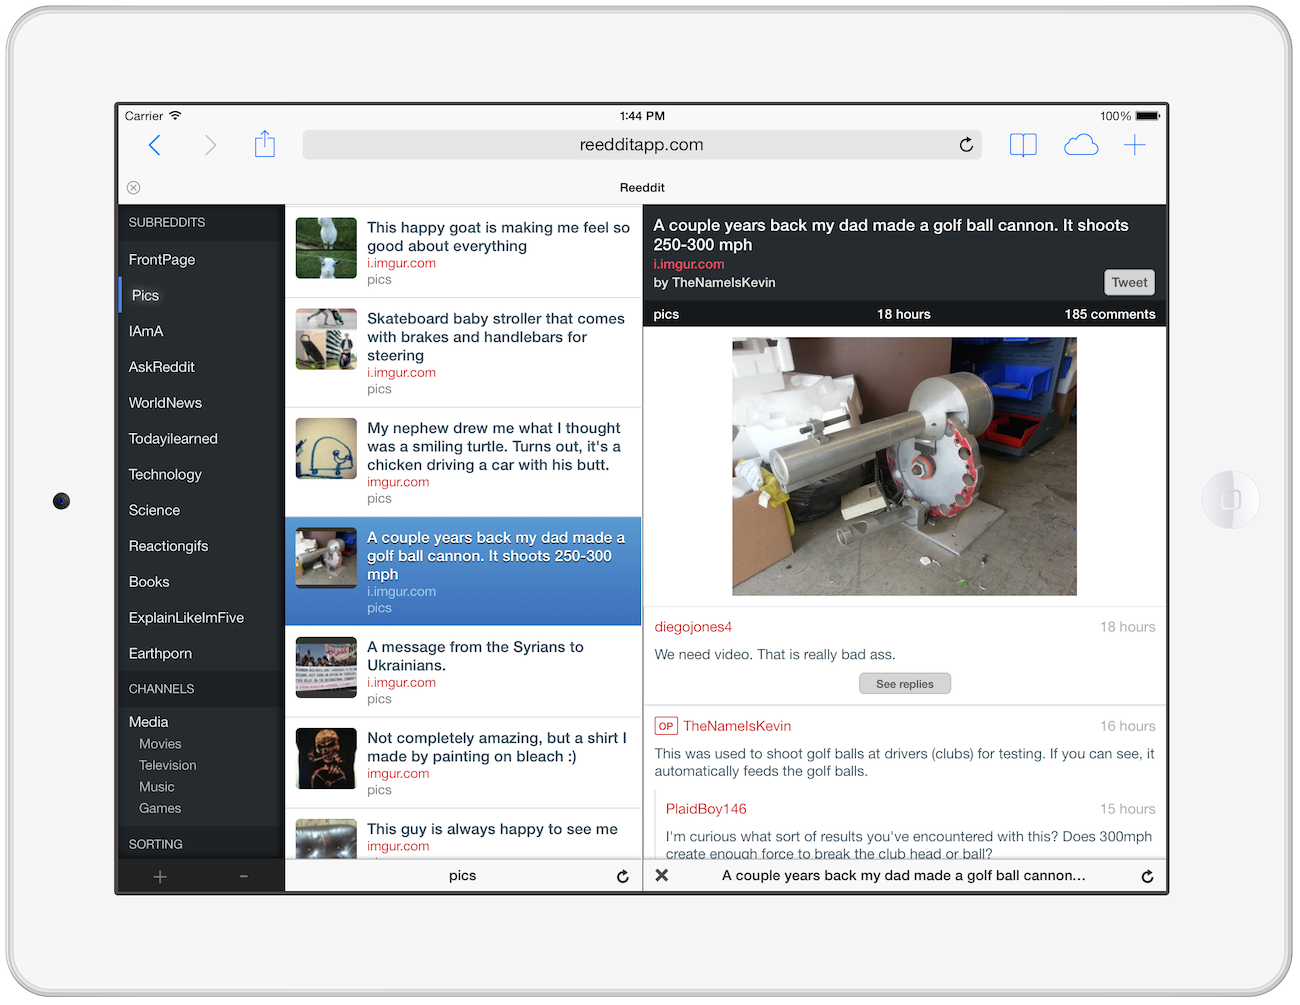 Carrier
1:44 PM
100%
reedditapp.com
Reeddit
SUBREDDITS
FrontPage
Pics
IAmA
AskReddit
WorldNews
Todayilearned
Technology
Science
Reactiongifs
Books
ExplainLikeImFive
Earthporn
CHANNELS
Media
Movies
Television
Music
Games
SORTING
+
-
This happy goat is making me feel so
good about everything
i.imgur.com
pics
Skateboard baby stroller that comes
with brakes and handlebars for
steering
i.imgur.com
pics
My nephew drew me what I thought
was a smiling turtle. Turns out, it's a
chicken driving a car with his butt.
imgur.com
pics
A couple years back my dad made a
golf ball cannon. It shoots 250-300
mph
i.imgur.com
pics
A message from the Syrians to
Ukrainians.
i.imgur.com
pics
Not completely amazing, but a shirt I
made by painting on bleach :)
imgur.com
pics
This guy is always happy to see me
imgur.com
pics
A couple years back my dad made a golf ball cannon. It shoots
250-300 mph
i.imgur.com
by TheNameIsKevin
Tweet
pics 18 hours 185 comments
diegojones4 18 hours
We need video. That is really bad ass.
See replies
OP TheNameIsKevin 16 hours
This was used to shoot golf balls at drivers (clubs) for testing. If you can see, it
automatically feeds the golf balls.
PlaidBoy146 15 hours
I'm curious what sort of results you've encountered with this? Does 300mph
create enough force to break the club head or ball?
A couple years back my dad made a golf ball cannon...